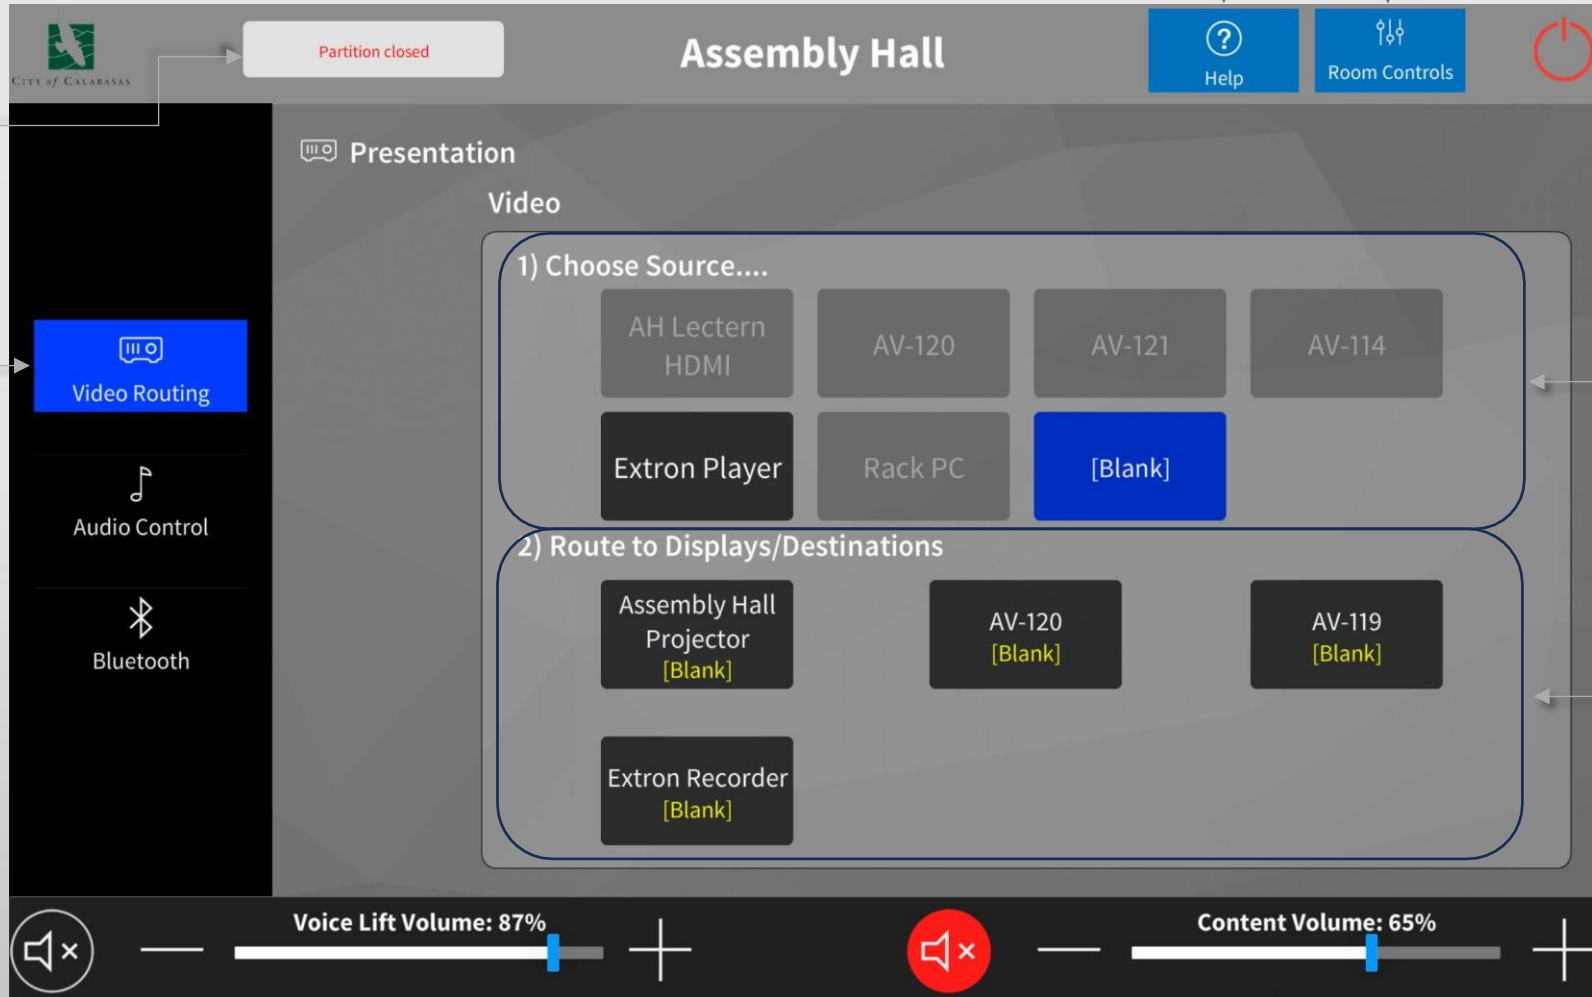 CITY of CALABASAS
Partition closed
Assembly Hall
Help
Room Controls
Presentation
Video
1) Choose Source....
AH Lectern
HDMI
AV-120
AV-121
AV-114
Video Routing
Extron Player
Rack PC
[Blank]
Audio Control
2) Route to Displays/Destinations
Assembly Hall
Projector
[Blank]
AV-120
[Blank]
AV-119
[Blank]
Bluetooth
Extron Recorder
[Blank]
Voice Lift Volume: 87%
Content Volume: 65%